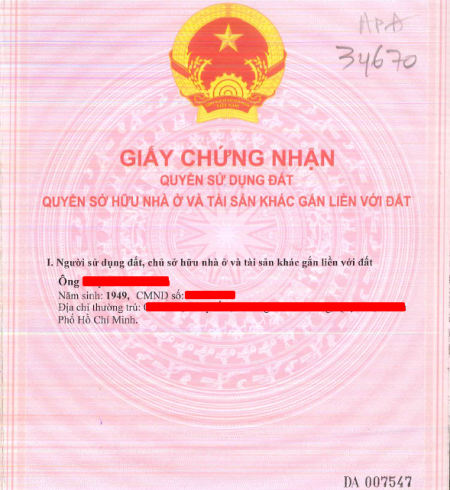 APA
34670
GIẤY CHỨNG NHẬN
QUYỀN SỬ DỤNG ĐẤT
QUYỀN SỞ HỮU NHÀ Ở VÀ TÀI SẢN KHÁC GẮN LIỀN VỚI ĐẤT
I. Người sử dụng đất, chủ sở hữu nhà ở và tài sản khác gắn liền với đất
Ông
Năm sinh: 1949, CMND số:
Địa chỉ thường trú:
Phố Hồ Chí Minh.
DA 007547